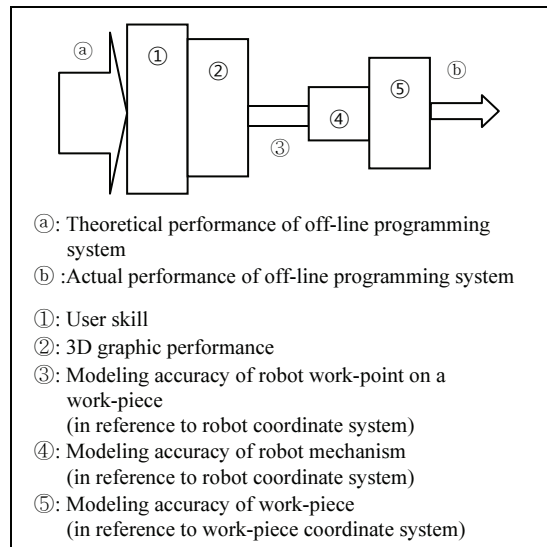 ⓐ ① ② ③ ④ ⑤ ⓑ
ⓐ: Theoretical performance of off-line programming
system
ⓑ :Actual performance of off-line programming system
①: User skill
②: 3D graphic performance
③: Modeling accuracy of robot work-point on a
work-piece
(in reference to robot coordinate system)
④: Modeling accuracy of robot mechanism
(in reference to robot coordinate system)
⑤: Modeling accuracy of work-piece
(in reference to work-piece coordinate system)